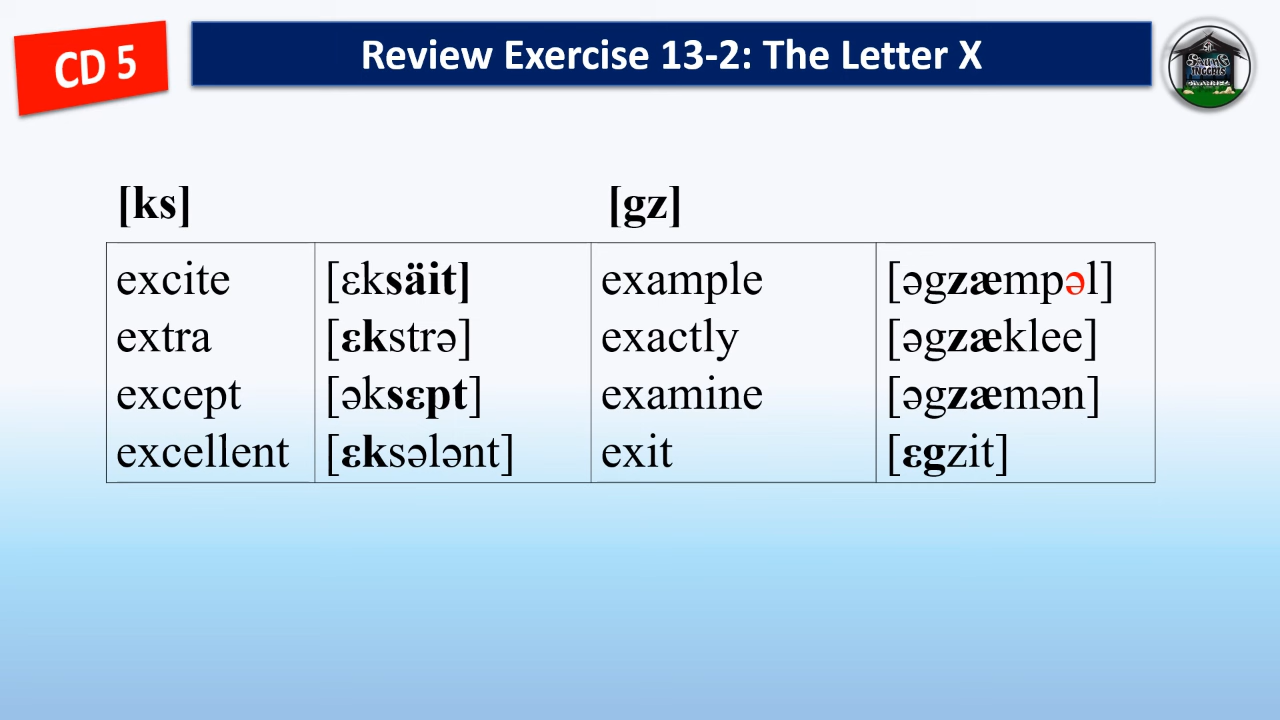 CD 5
Review Exercise 13-2: The Letter X
[ks] [gz]
excite [ɛksäit] example [əgzæmpəl]
extra [ɛkstrə] exactly [əgzæklee]
except [əksɛpt] examine [əgzæmən]
excellent [ɛksələnt] exit [ɛgzit]
INGGRIS